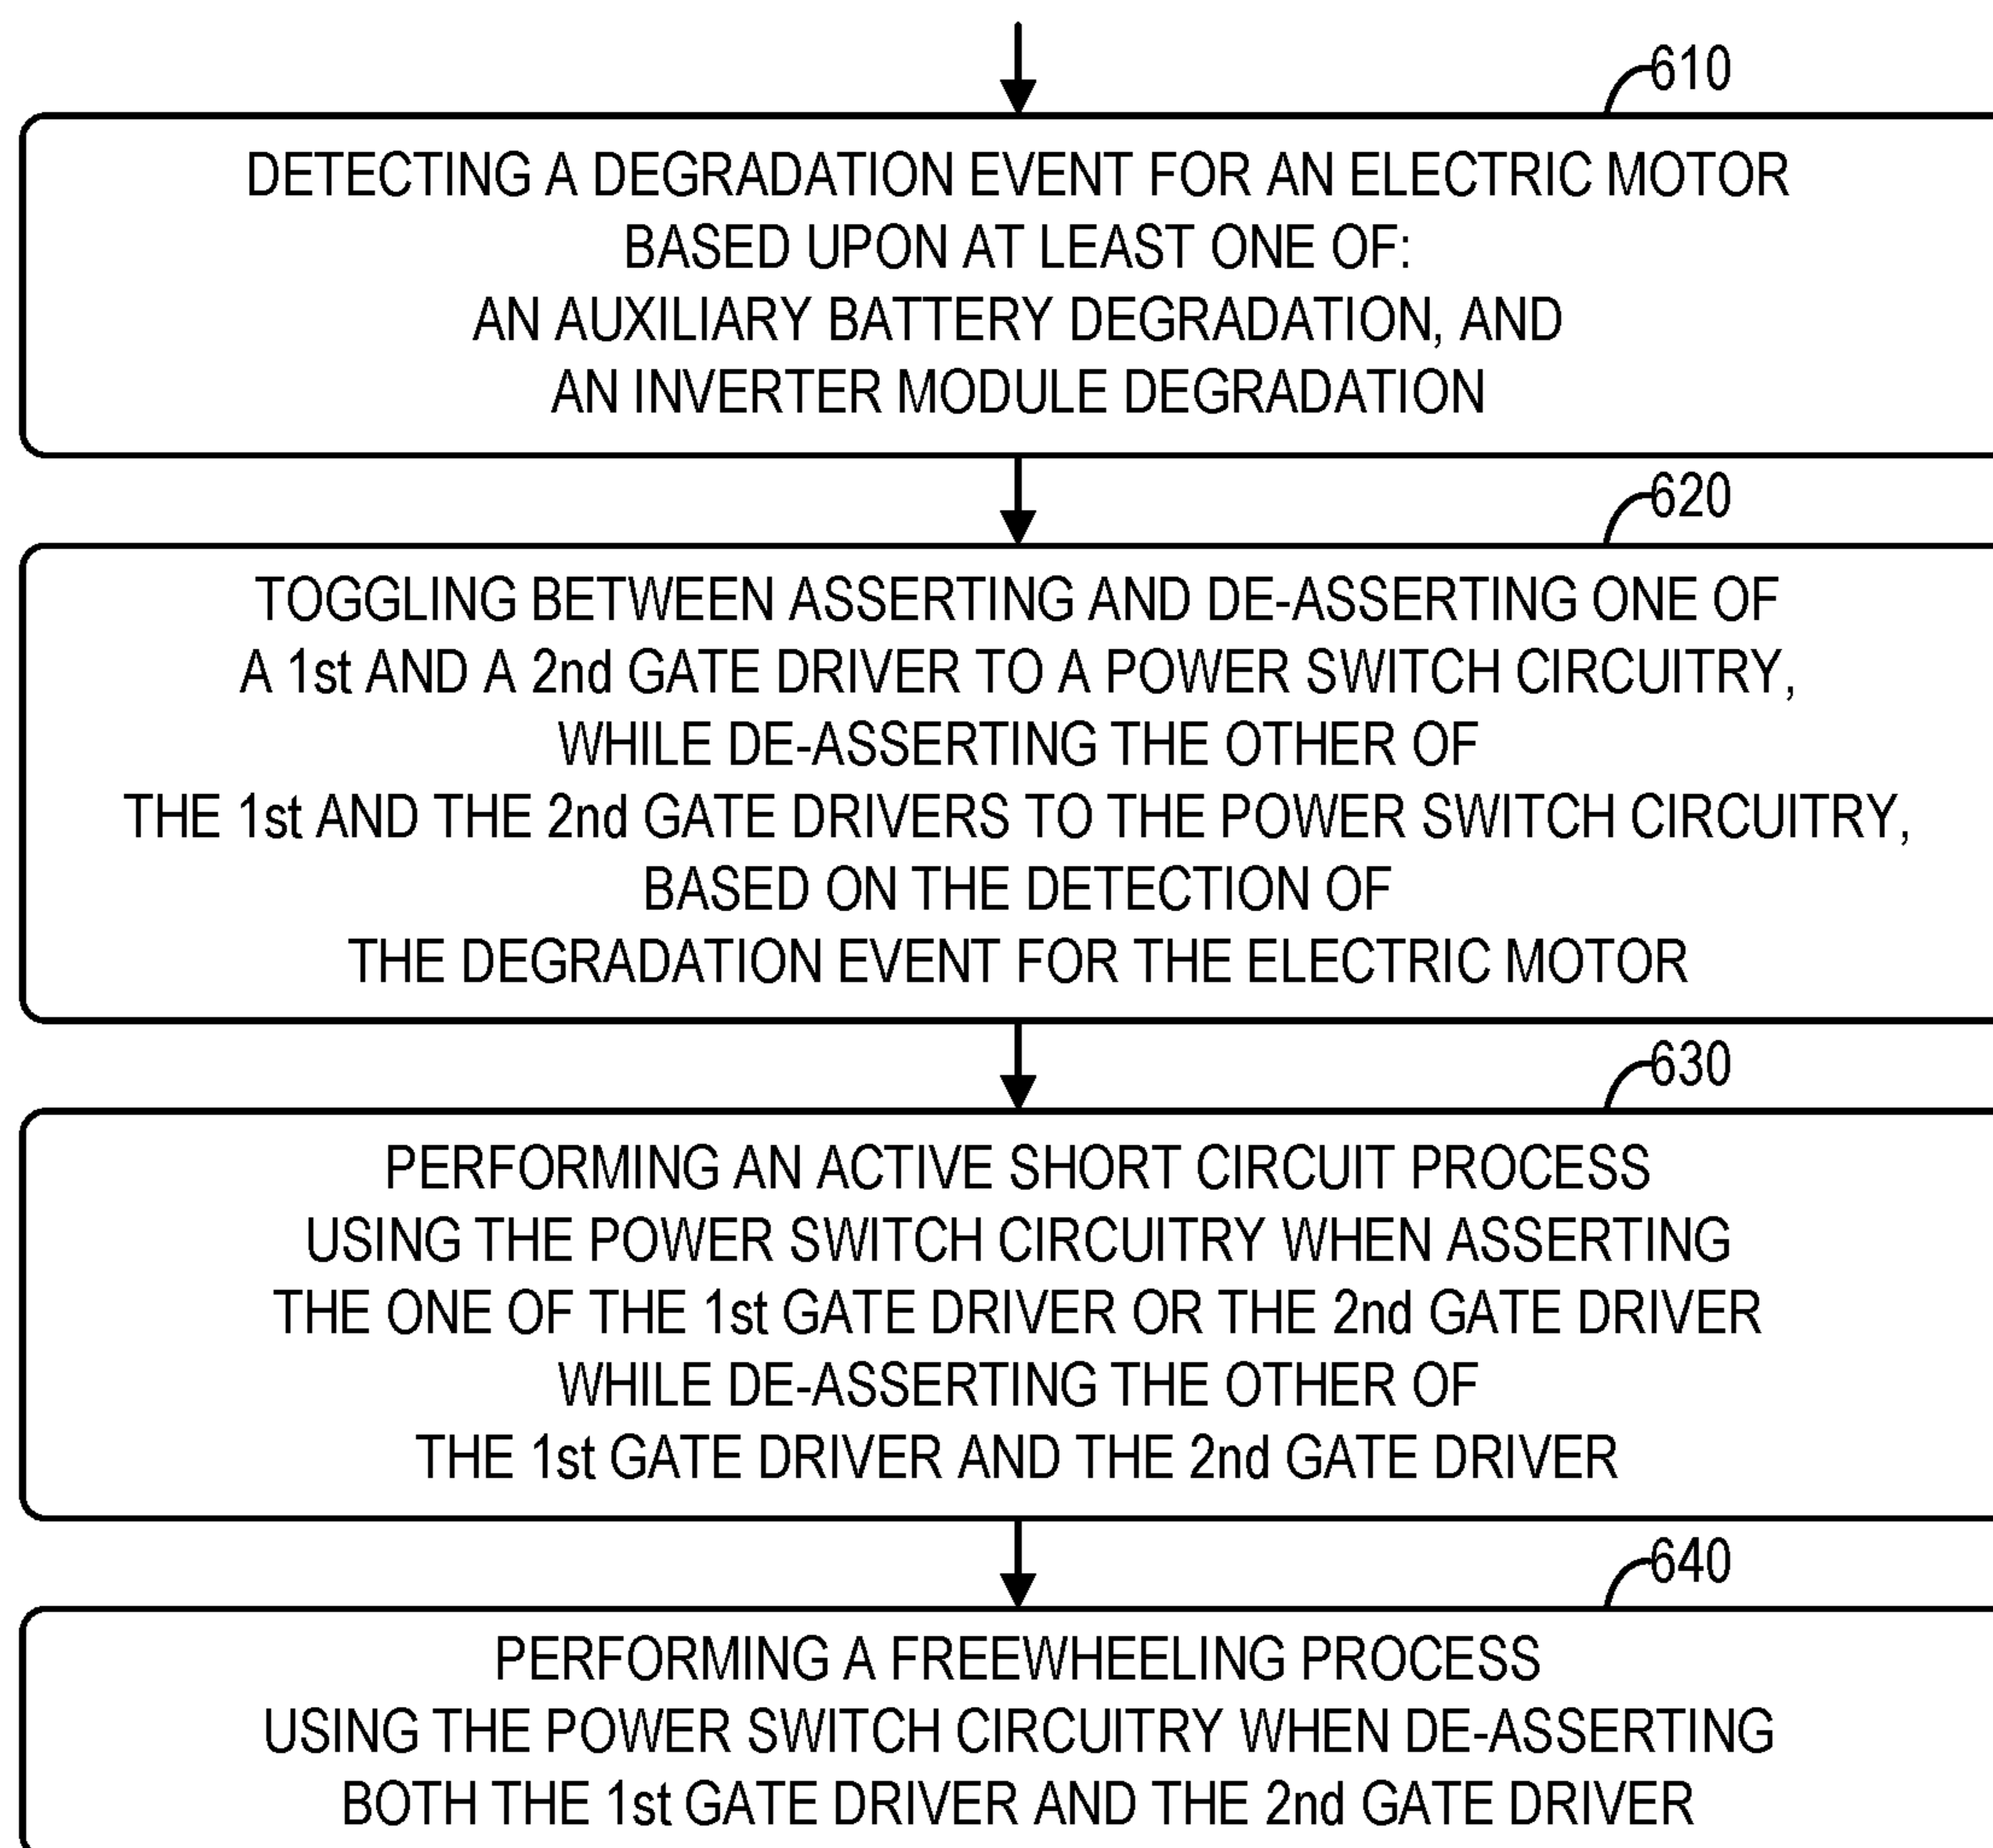 610
DETECTING A DEGRADATION EVENT FOR AN ELECTRIC MOTOR
BASED UPON AT LEAST ONE OF:
AN AUXILIARY BATTERY DEGRADATION, AND
AN INVERTER MODULE DEGRADATION
620
TOGGLING BETWEEN ASSERTING AND DE-ASSERTING ONE OF
A 1st AND A 2nd GATE DRIVER TO A POWER SWITCH CIRCUITRY,
WHILE DE-ASSERTING THE OTHER OF
THE 1st AND THE 2nd GATE DRIVERS TO THE POWER SWITCH CIRCUITRY,
BASED ON THE DETECTION OF
THE DEGRADATION EVENT FOR THE ELECTRIC MOTOR
630
PERFORMING AN ACTIVE SHORT CIRCUIT PROCESS
USING THE POWER SWITCH CIRCUITRY WHEN ASSERTING
THE ONE OF THE 1st GATE DRIVER OR THE 2nd GATE DRIVER
WHILE DE-ASSERTING THE OTHER OF
THE 1st GATE DRIVER AND THE 2nd GATE DRIVER
640
PERFORMING A FREEWHEELING PROCESS
USING THE POWER SWITCH CIRCUITRY WHEN DE-ASSERTING
BOTH THE 1st GATE DRIVER AND THE 2nd GATE DRIVER